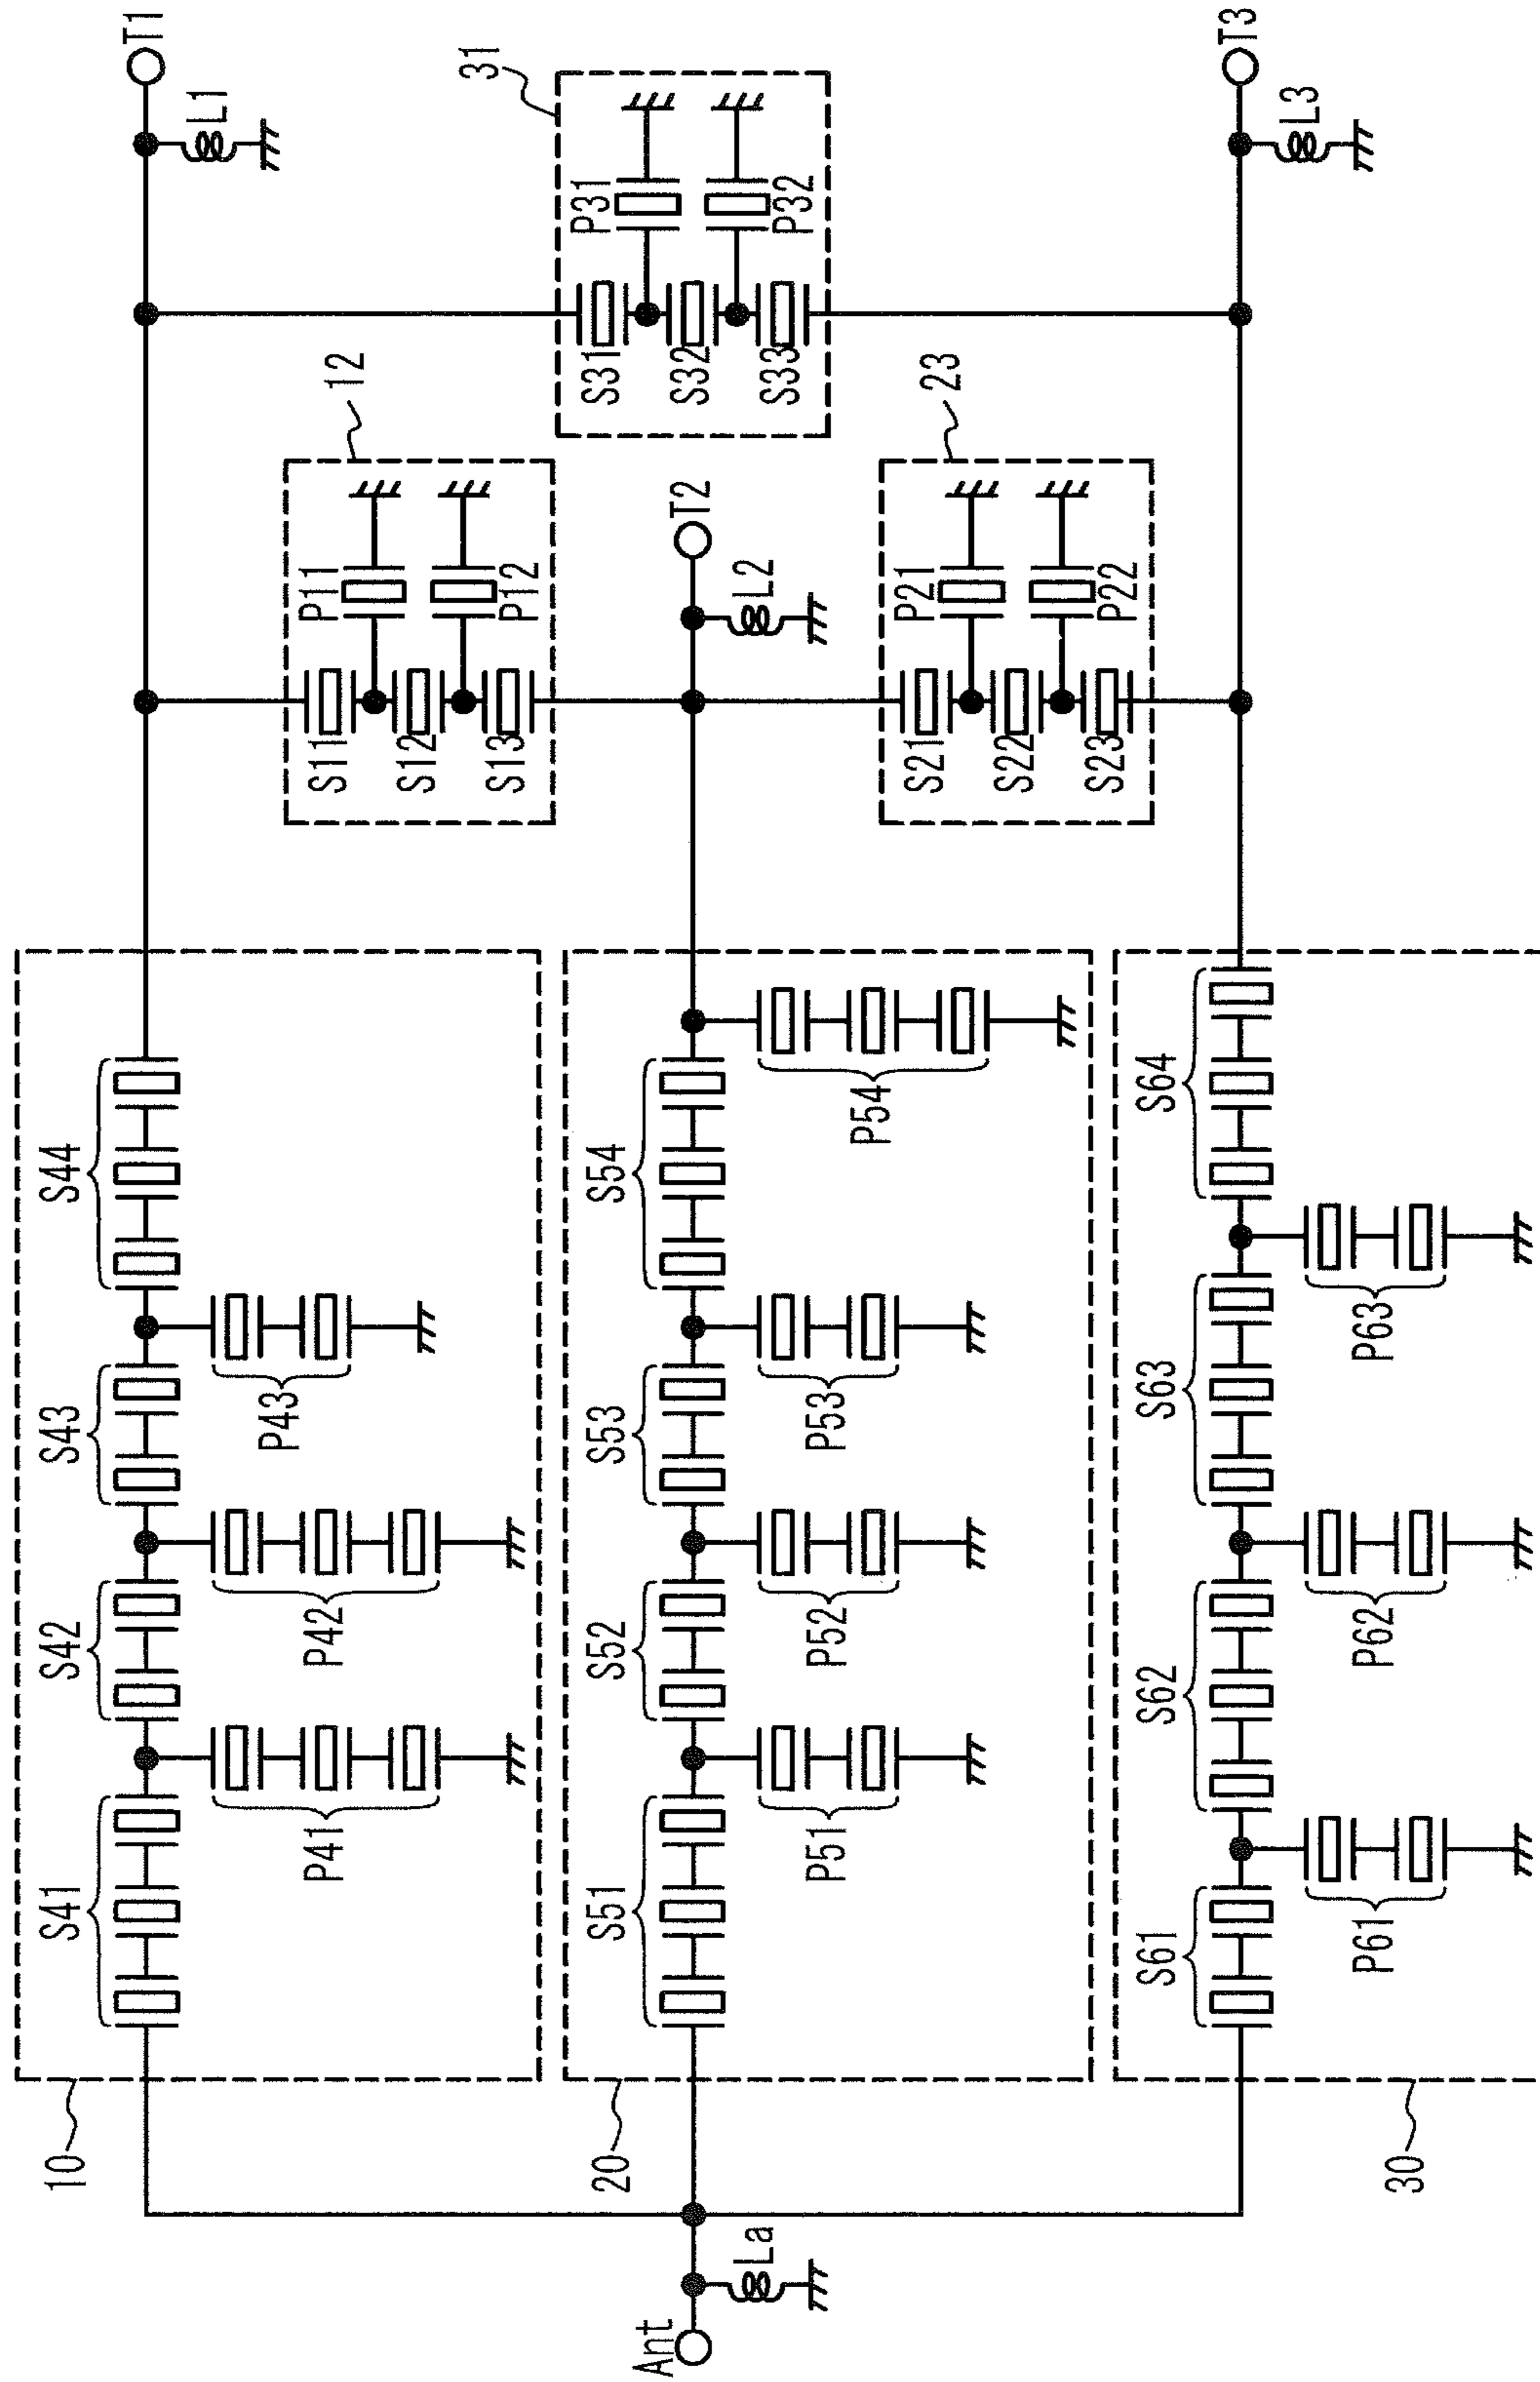 10
S41
S42
S43
S44
P41
P42
P43
T1
L1
12
S11
S12
S13
P11
P12
31
S31
S32
S33
P31
P32
Ant
La
20
S51
S52
S53
S54
P51
P52
P53
P54
T2
L2
23
S21
S22
S23
P21
P22
30
S61
S62
S63
S64
P61
P62
P63
T3
L3